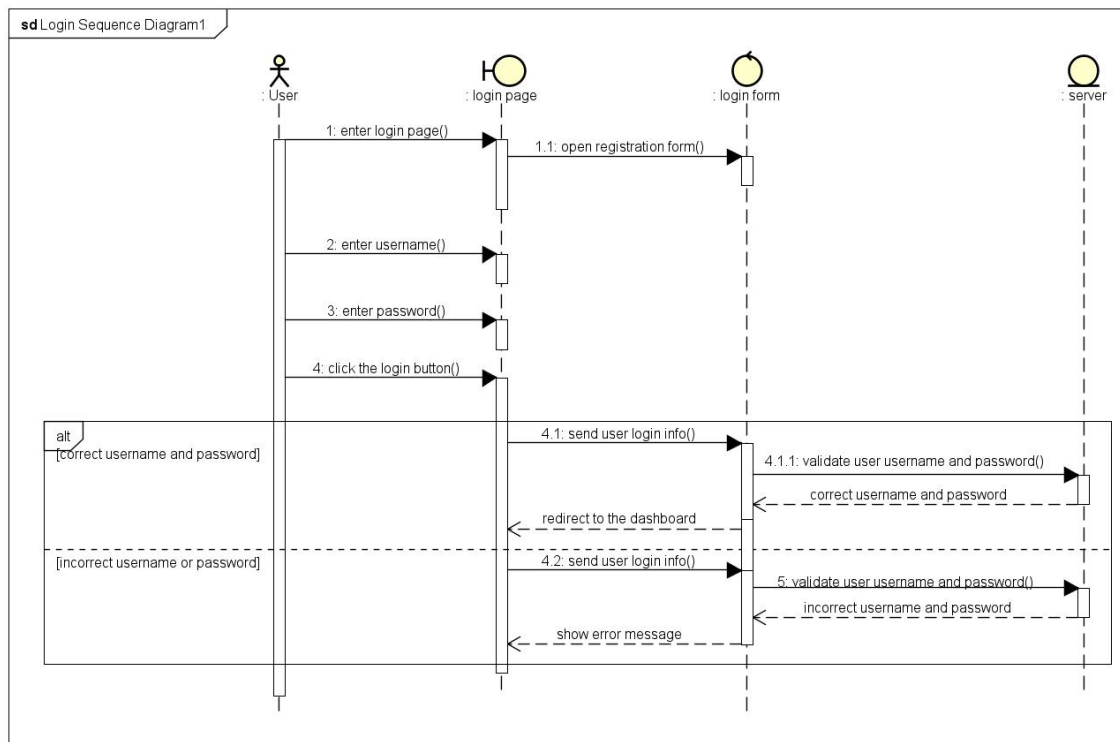 sd Login Sequence Diagram1
: User
: login page
: login form
: server
1: enter login page()
1.1: open registration form()
2: enter username()
3: enter password()
4: click the login button()
alt
[correct username and password]
4.1: send user login info()
4.1.1: validate user username and password()
correct username and password
redirect to the dashboard
[incorrect username or password]
4.2: send user login info()
5: validate user username and password()
incorrect username and password
show error message